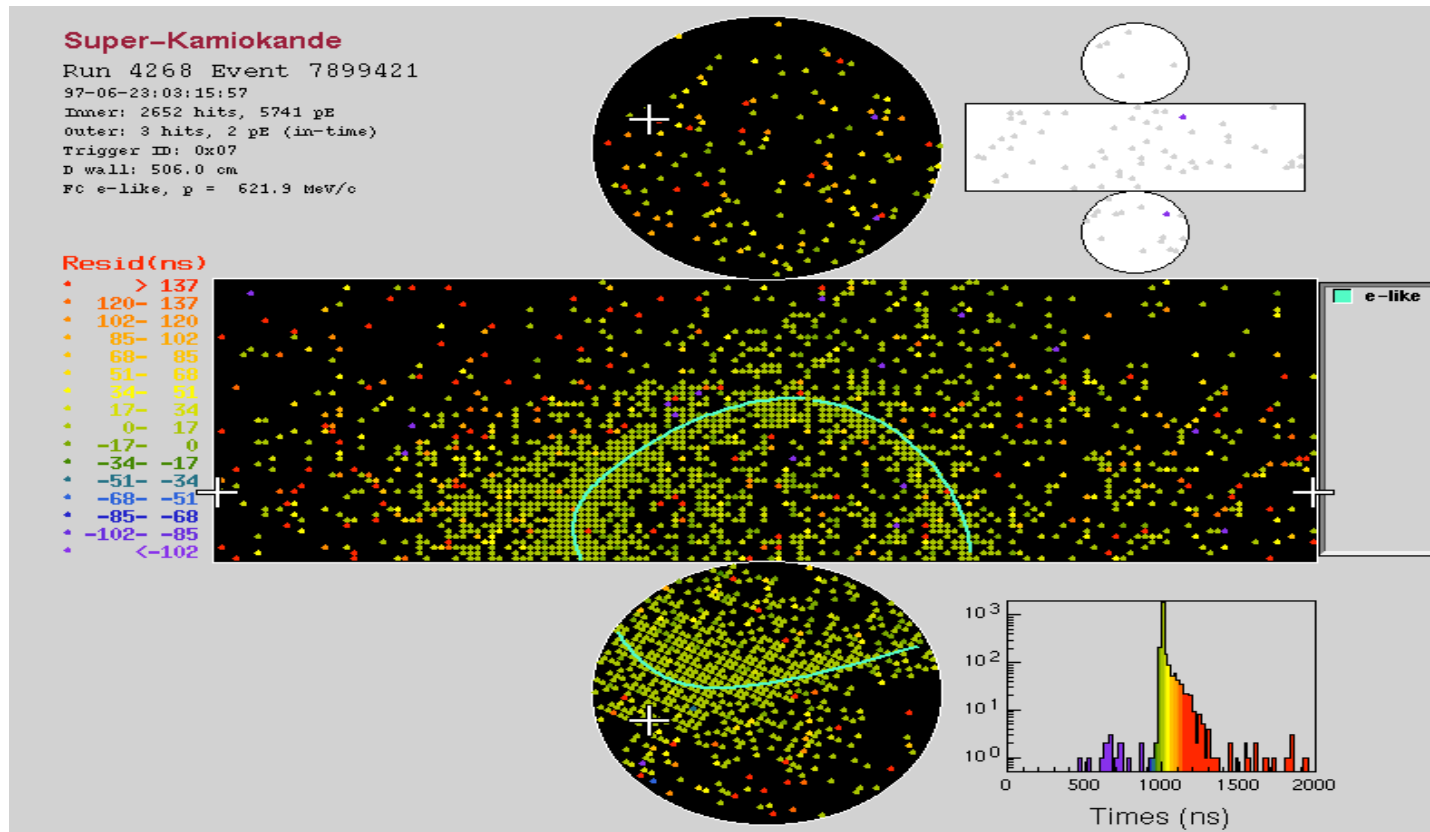 Super-Kamiokande
Run 4268 Event 7899421
97-06-23:03:15:57
Inner: 2652 hits, 5741 pE
Outer: 3 hits, 2 pE (in-time)
Trigger ID: 0x07
D wall: 506.0 cm
FC e-like, p = 621.9 MeV/c
Resid(ns)
> 137
120- 137
102- 120
85- 102
68- 85
51- 68
34- 51
17- 34
0- 17
-17- 0
-34- -17
-51- -34
-68- -51
-85- -68
-102- -85
<-102
e-like
10³
10²
10¹
10⁰
0 500 1000 1500 2000
Times (ns)